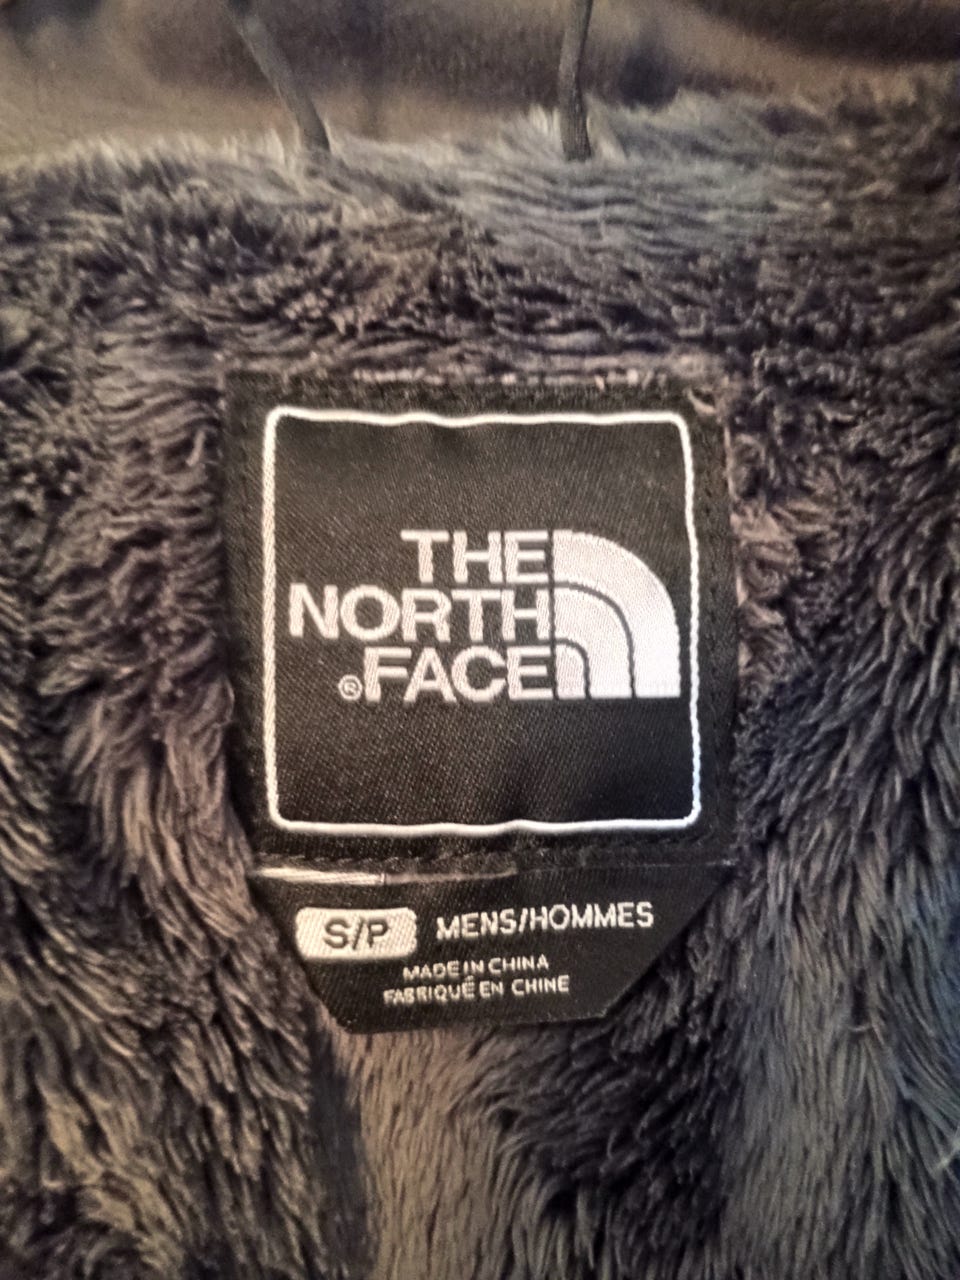 THE
NORTH
®FACE
S/P MENS/HOMMES
MADE IN CHINA
FABRIQUÉ EN CHINE